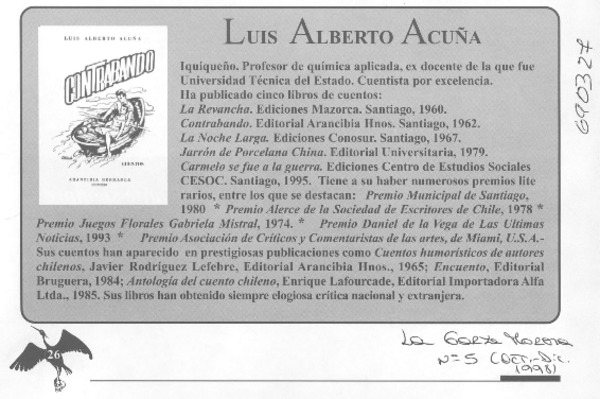 LUIS ALBERTO ACUÑA
LUIS ALBERTO ACUÑA
CONTRABANDO
CUENTOS
ARANCIBIA HERMANOS
Iquiqueño. Profesor de química aplicada, ex docente de la que fue
Universidad Técnica del Estado. Cuentista por excelencia.
Ha publicado cinco libros de cuentos:
La Revancha. Ediciones Mazorca. Santiago, 1960.
Contrabando. Editorial Arancibia Hnos. Santiago, 1962.
La Noche Larga. Ediciones Conosur. Santiago, 1967.
Jarrón de Porcelana China. Editorial Universitaria, 1979.
Carmelo se fue a la guerra. Ediciones Centro de Estudios Sociales
CESOC. Santiago, 1995. Tiene a su haber numerosos premios lite
rarios, entre los que se destacan: Premio Municipal de Santiago,
1980 * Premio Alerce de la Sociedad de Escritores de Chile, 1978 *
Premio Juegos Florales Gabriela Mistral, 1974. * Premio Daniel de la Vega de Las Ultimas
Noticias, 1993 * Premio Asociación de Críticos y Comentaristas de las artes, de Miami, U.S.A.-
Sus cuentos han aparecido en prestigiosas publicaciones como Cuentos humorísticos de autores
chilenos, Javier Rodríguez Lefebre, Editorial Arancibia Hnos., 1965; Encuento, Editorial
Bruguera, 1984; Antología del cuento chileno, Enrique Lafourcade, Editorial Importadora Alfa
Ltda., 1985. Sus libros han obtenido siempre elogiosa crítica nacional y extranjera.
690324
26
La Garza Morena
Nº 5 (Oct.-Dic.
1998)